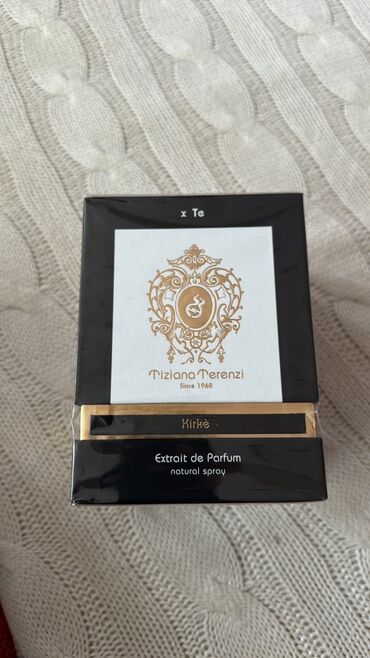 x Te
Tiziana Terenzi
Since 1968
Kirkè
Extrait de Parfum
natural spray